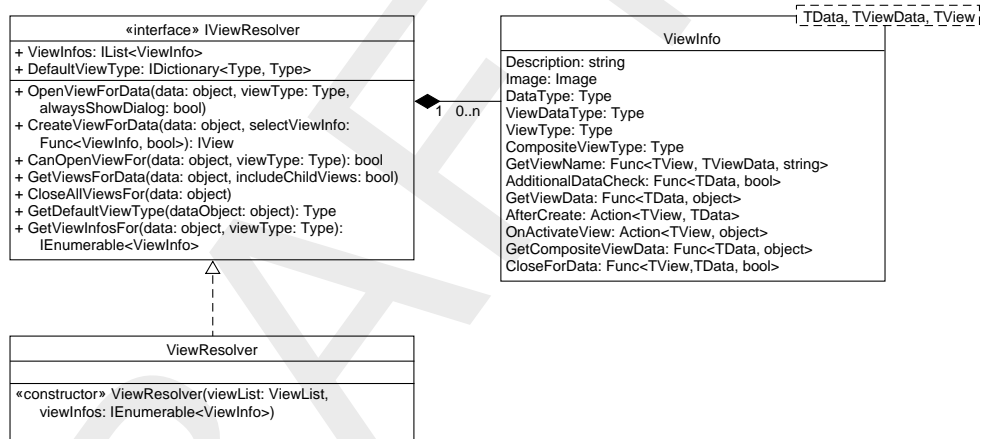 «interface» IViewResolver
+ ViewInfos: IList<ViewInfo>
+ DefaultViewType: IDictionary<Type, Type>
+ OpenViewForData(data: object, viewType: Type,
alwaysShowDialog: bool)
+ CreateViewForData(data: object, selectViewInfo:
Func<ViewInfo, bool>): IView
+ CanOpenViewFor(data: object, viewType: Type): bool
+ GetViewsForData(data: object, includeChildViews: bool)
+ CloseAllViewsFor(data: object)
+ GetDefaultViewType(dataObject: object): Type
+ GetViewInfosFor(data: object, viewType: Type):
IEnumerable<ViewInfo>
1 0..n
TData, TViewData, TView
ViewInfo
Description: string
Image: Image
DataType: Type
ViewDataType: Type
ViewType: Type
CompositeViewType: Type
GetViewName: Func<TView, TViewData, string>
AdditionalDataCheck: Func<TData, bool>
GetViewData: Func<TData, object>
AfterCreate: Action<TView, TData>
OnActivateView: Action<TView, object>
GetCompositeViewData: Func<TData, object>
CloseForData: Func<TView,TData, bool>
ViewResolver
«constructor» ViewResolver(viewList: ViewList,
viewInfos: IEnumerable<ViewInfo>)